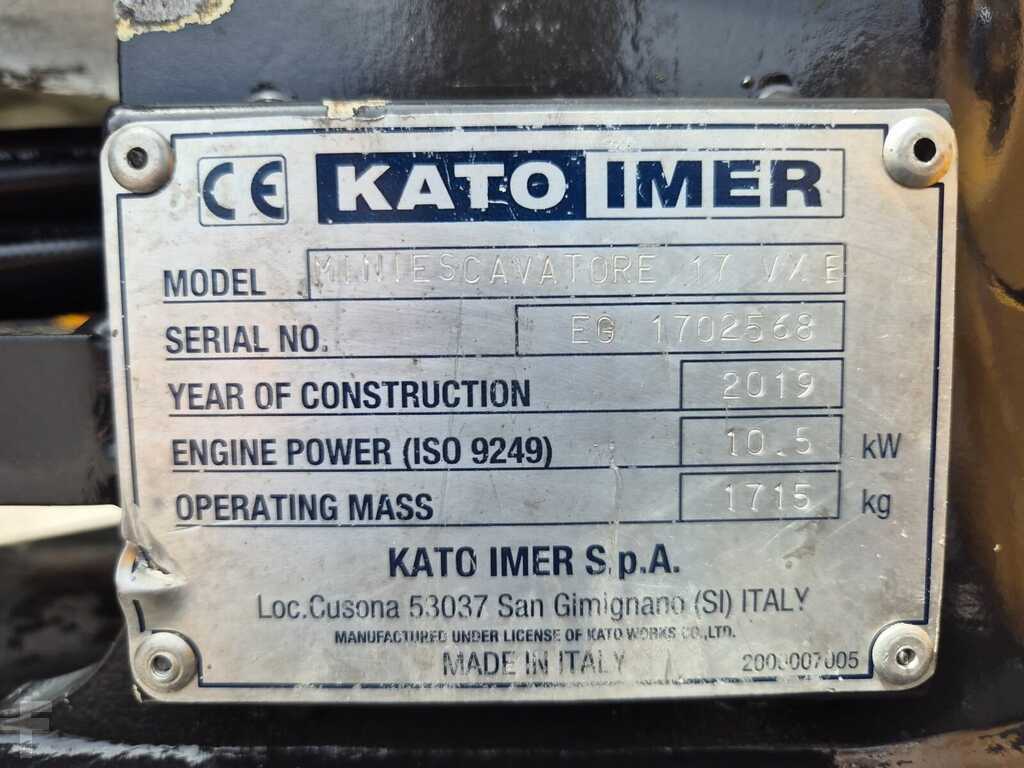 CE KATO IMER
MODEL MINIESCAVATORE 17 VXE
SERIAL NO. EG 1702568
YEAR OF CONSTRUCTION 2019
ENGINE POWER (ISO 9249) 10.5 kW
OPERATING MASS 1715 kg
KATO IMER S.p.A.
Loc.Cusona 53037 San Gimignano (SI) ITALY
MANUFACTURED UNDER LICENSE OF KATO WORKS CO.,LTD.
MADE IN ITALY 2000007005